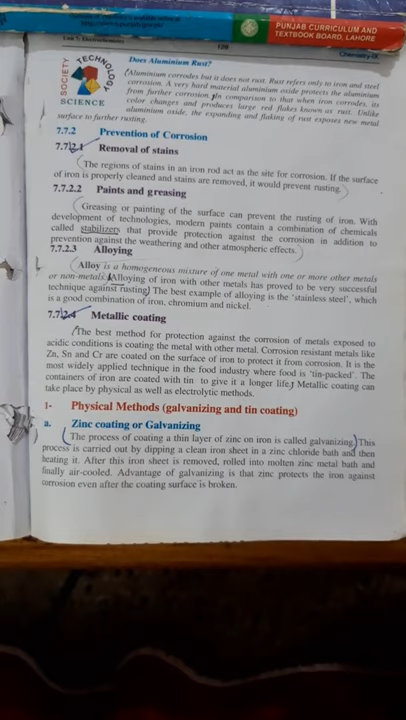 PUNJAB CURRICULUM AND
TEXTBOOK BOARD, LAHORE
129
Chemistry-IX
SOCIETY
TECHNOLOGY
SCIENCE
Does Aluminium Rust?
Aluminium corrodes but it does not rust. Rust refers only to iron and steel
corrosion. A very hard material aluminium oxide protects the aluminium
from further corrosion. In comparison to that when iron corrodes, its
color changes and produces large red flakes known as rust. Unlike
aluminium oxide, the expanding and flaking of rust exposes new metal
surface to further rusting.
7.7.2 Prevention of Corrosion
7.7.2.1 Removal of stains
The regions of stains in an iron rod act as the site for corrosion. If the surface
of iron is properly cleaned and stains are removed, it would prevent rusting.
7.7.2.2 Paints and greasing
Greasing or painting of the surface can prevent the rusting of iron. With
development of technologies, modern paints contain a combination of chemicals
called stabilizers that provide protection against the corrosion in addition to
prevention against the weathering and other atmospheric effects.
7.7.2.3 Alloying
Alloy is a homogeneous mixture of one metal with one or more other metals
or non-metals. Alloying of iron with other metals has proved to be very successful
technique against rusting. The best example of alloying is the 'stainless steel', which
is a good combination of iron, chromium and nickel.
7.7.2.4 Metallic coating
The best method for protection against the corrosion of metals exposed to
acidic conditions is coating the metal with other metal. Corrosion resistant metals like
Zn, Sn and Cr are coated on the surface of iron to protect it from corrosion. It is the
most widely applied technique in the food industry where food is 'tin-packed'. The
containers of iron are coated with tin to give it a longer life. Metallic coating can
take place by physical as well as electrolytic methods.
1- Physical Methods (galvanizing and tin coating)
a. Zinc coating or Galvanizing
The process of coating a thin layer of zinc on iron is called galvanizing. This
process is carried out by dipping a clean iron sheet in a zinc chloride bath and then
heating it. After this iron sheet is removed, rolled into molten zinc metal bath and
finally air-cooled. Advantage of galvanizing is that zinc protects the iron against
corrosion even after the coating surface is broken.